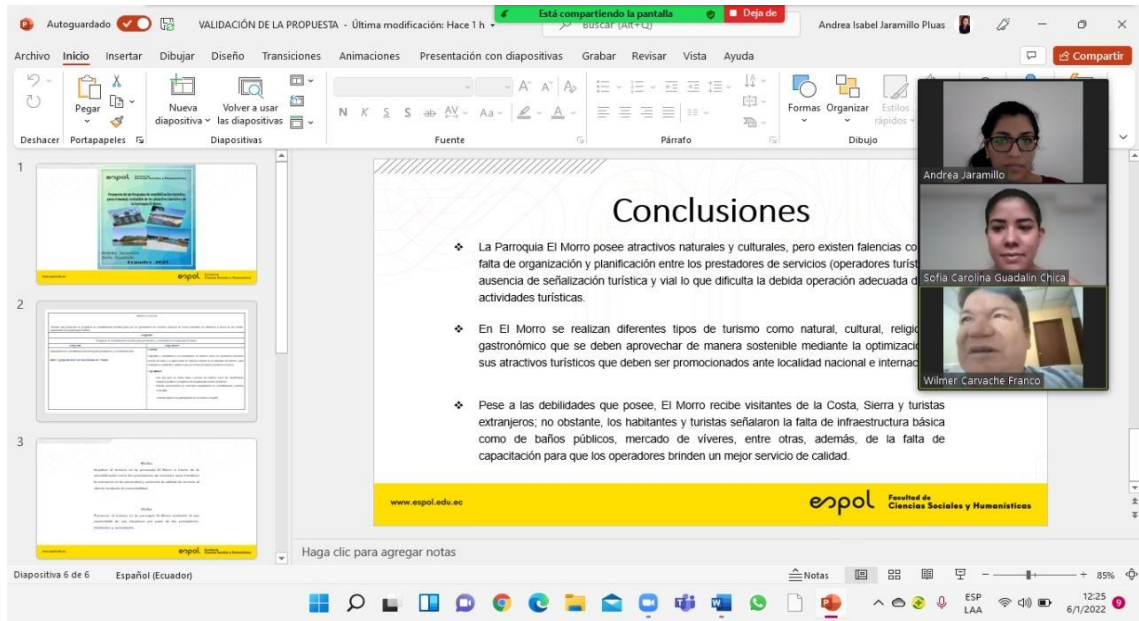 Autoguardado
VALIDACIÓN DE LA PROPUESTA - Última modificación: Hace 1 h
Está compartiendo la pantalla
Deja de
Buscar (Alt+Q)
Andrea Isabel Jaramillo Pluas
Archivo Inicio Insertar Dibujar Diseño Transiciones Animaciones Presentación con diapositivas Grabar Revisar Vista Ayuda
Compartir
Pegar
Nueva diapositiva
Volver a usar las diapositivas
N K S S ab AV Aa A
Formas Organizar Estilos rápidos
Deshacer Portapapeles Diapositivas Fuente Párrafo Dibujo
1
espol
2
3
espol
Conclusiones
❖ La Parroquia El Morro posee atractivos naturales y culturales, pero existen falencias co
falta de organización y planificación entre los prestadores de servicios (operadores turíst
ausencia de señalización turística y vial lo que dificulta la debida operación adecuada d
actividades turísticas.
❖ En El Morro se realizan diferentes tipos de turismo como natural, cultural, religio
gastronómico que se deben aprovechar de manera sostenible mediante la optimizació
sus atractivos turísticos que deben ser promocionados ante localidad nacional e internac
❖ Pese a las debilidades que posee, El Morro recibe visitantes de la Costa, Sierra y turistas
extranjeros; no obstante, los habitantes y turistas señalaron la falta de infraestructura básica
como de baños públicos, mercado de víveres, entre otras, además, de la falta de
capacitación para que los operadores brinden un mejor servicio de calidad.
www.espol.edu.ec
espol Facultad de
Ciencias Sociales y Humanísticas
Andrea Jaramillo
Sofia Carolina Guadalin Chica
Wilmer Carvache Franco
Haga clic para agregar notas
Diapositiva 6 de 6 Español (Ecuador)
Notas
85%
ESP
LAA
12:25
6/1/2022
9